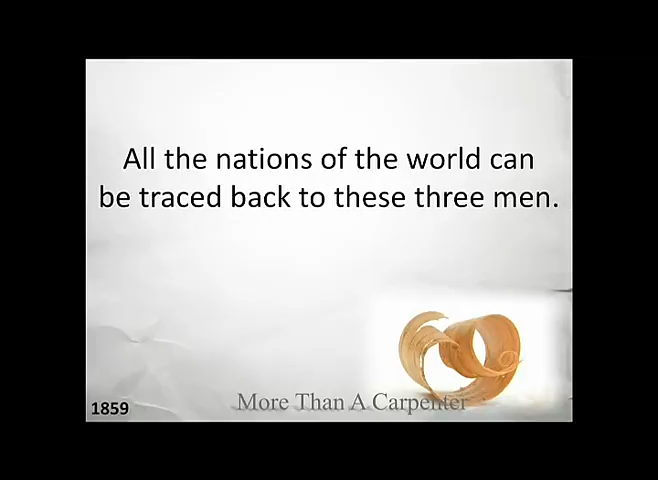 All the nations of the world can
be traced back to these three men.
More Than A Carpenter
1859